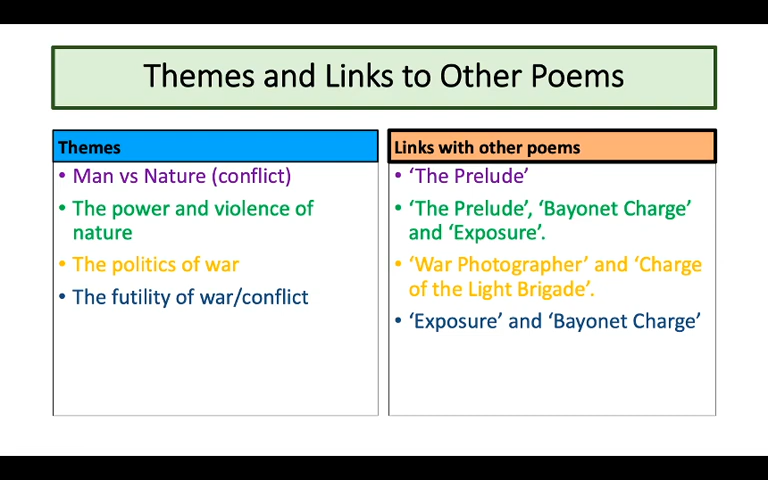 Themes and Links to Other Poems
Themes
• Man vs Nature (conflict)
• The power and violence of
nature
• The politics of war
• The futility of war/conflict
Links with other poems
• ‘The Prelude’
• ‘The Prelude’, ‘Bayonet Charge’
and ‘Exposure’.
• ‘War Photographer’ and ‘Charge
of the Light Brigade’.
• ‘Exposure’ and ‘Bayonet Charge’